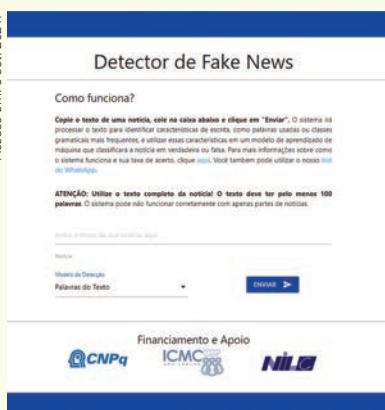 Detector de Fake News
Como funciona?
Copie o texto de uma notícia, cole na caixa abaixo e clique em "Enviar". O sistema irá
processar o texto para identificar características de escrita, como palavras usadas ou classes
gramaticais mais frequentes, e utilizar essas características em um modelo de aprendizado de
máquina que classificará a notícia em verdadeira ou falsa. Para mais informações sobre como
o sistema funciona e sua taxa de acerto, clique aqui. Você também pode utilizar o nosso bot
do WhatsApp.
ATENÇÃO: Utilize o texto completo da notícia! O texto deve ter pelo menos 100
palavras. O sistema pode não funcionar corretamente com apenas partes de notícias.
Notícia
Modelo de Detecção
Palavras do Texto
ENVIAR
Financiamento e Apoio
CNPq
ICMC
SÃO CARLOS
NILC